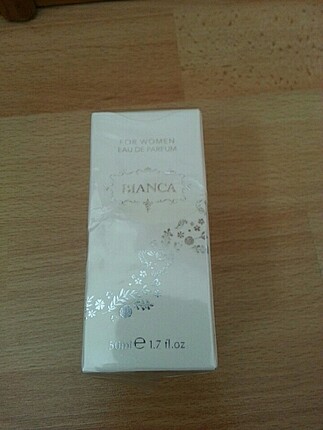 FOR WOMEN
EAU DE PARFUM
BIANCA
50ml e 1.7 fl.oz